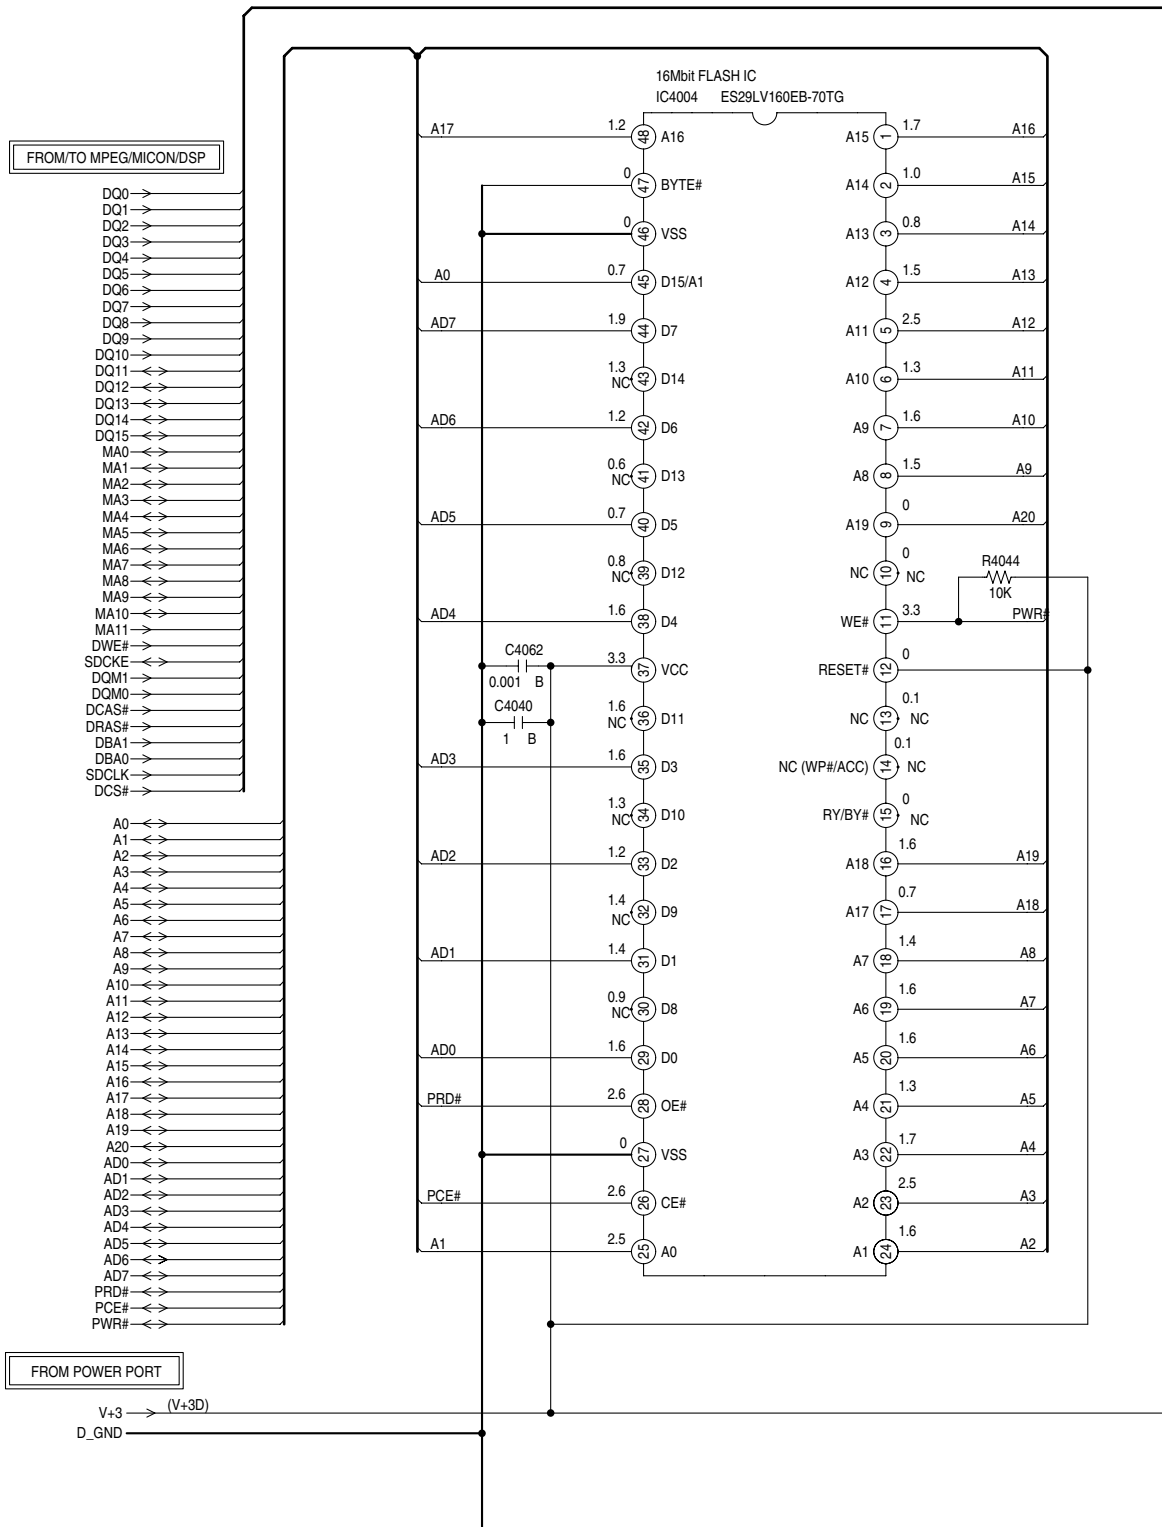 16Mbit FLASH IC
IC4004 ES29LV160EB-70TG
FROM/TO MPEG/MICON/DSP
DQ0
DQ1
DQ2
DQ3
DQ4
DQ5
DQ6
DQ7
DQ8
DQ9
DQ10
DQ11
DQ12
DQ13
DQ14
DQ15
MA0
MA1
MA2
MA3
MA4
MA5
MA6
MA7
MA8
MA9
MA10
MA11
DWE#
SDCKE
DQM1
DQM0
DCAS#
DRAS#
DBA1
DBA0
SDCLK
DCS#
A0
A1
A2
A3
A4
A5
A6
A7
A8
A9
A10
A11
A12
A13
A14
A15
A16
A17
A18
A19
A20
AD0
AD1
AD2
AD3
AD4
AD5
AD6
AD7
PRD#
PCE#
PWR#
FROM POWER PORT
V+3 (V+3D)
D_GND
A17 1.2 48 A16
0 47 BYTE#
0 46 VSS
A0 0.7 45 D15/A1
AD7 1.9 44 D7
1.3 NC 43 D14
AD6 1.2 42 D6
0.6 NC 41 D13
AD5 0.7 40 D5
0.8 NC 39 D12
AD4 1.6 38 D4
C4062 0.001 B
3.3 37 VCC
C4040 1 B
1.6 NC 36 D11
AD3 1.6 35 D3
1.3 NC 34 D10
AD2 1.2 33 D2
1.4 NC 32 D9
AD1 1.4 31 D1
0.9 NC 30 D8
AD0 1.6 29 D0
PRD# 2.6 28 OE#
0 27 VSS
PCE# 2.6 26 CE#
A1 2.5 25 A0
A15 1 1.7 A16
A14 2 1.0 A15
A13 3 0.8 A14
A12 4 1.5 A13
A11 5 2.5 A12
A10 6 1.3 A11
A9 7 1.6 A10
A8 8 1.5 A9
A19 9 0 A20
NC 10 0 NC
R4044 10K
WE# 11 3.3 PWR#
RESET# 12 0
NC 13 0.1 NC
NC (WP#/ACC) 14 0.1 NC
RY/BY# 15 0 NC
A18 16 1.6 A19
A17 17 0.7 A18
A7 18 1.4 A8
A6 19 1.6 A7
A5 20 1.6 A6
A4 21 1.3 A5
A3 22 1.7 A4
A2 23 2.5 A3
A1 24 1.6 A2